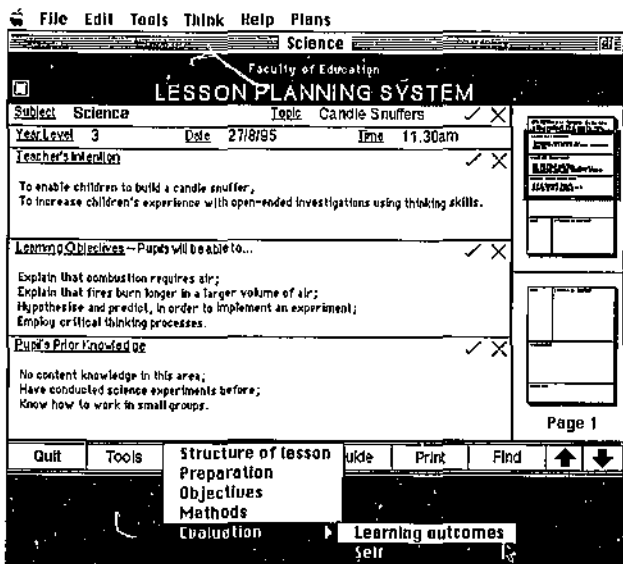 File Edit Tools Think Help Plans
Science
Faculty of Education
LESSON PLANNING SYSTEM
Subject Science Topic Candle Snuffers
Year Level 3 Date 27/8/95 Time 11.30am
Teacher's Intention
To enable children to build a candle snuffer;
To increase children's experience with open-ended investigations using thinking skills.
Learning Objectives – Pupils will be able to...
Explain that combustion requires air;
Explain that fires burn longer in a larger volume of air;
Hypothesise and predict, in order to implement an experiment;
Employ critical thinking processes.
Pupil's Prior Knowledge
No content knowledge in this area;
Have conducted science experiments before;
Know how to work in small groups.
Page 1
Quit Tools uide Print Find
Structure of lesson
Preparation
Objectives
Methods
Evaluation
Learning outcomes
Self